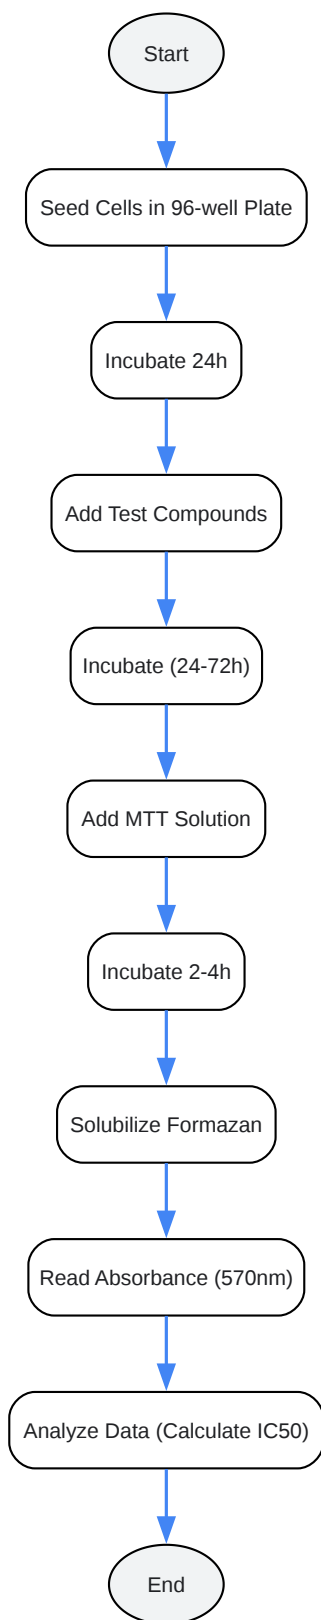 Start
Seed Cells in 96-well Plate
Incubate 24h
Add Test Compounds
Incubate (24-72h)
Add MTT Solution
Incubate 2-4h
Solubilize Formazan
Read Absorbance (570nm)
Analyze Data (Calculate IC50)
End